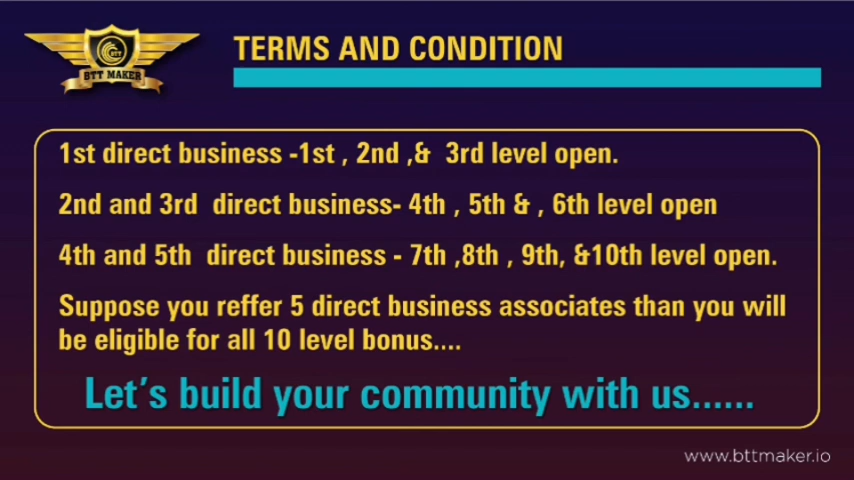 BTT
BTT MAKER
TERMS AND CONDITION
1st direct business -1st , 2nd ,& 3rd level open.
2nd and 3rd direct business- 4th , 5th & , 6th level open
4th and 5th direct business - 7th ,8th , 9th, &10th level open.
Suppose you reffer 5 direct business associates than you will
be eligible for all 10 level bonus....
Let's build your community with us......
www.bttmaker.io